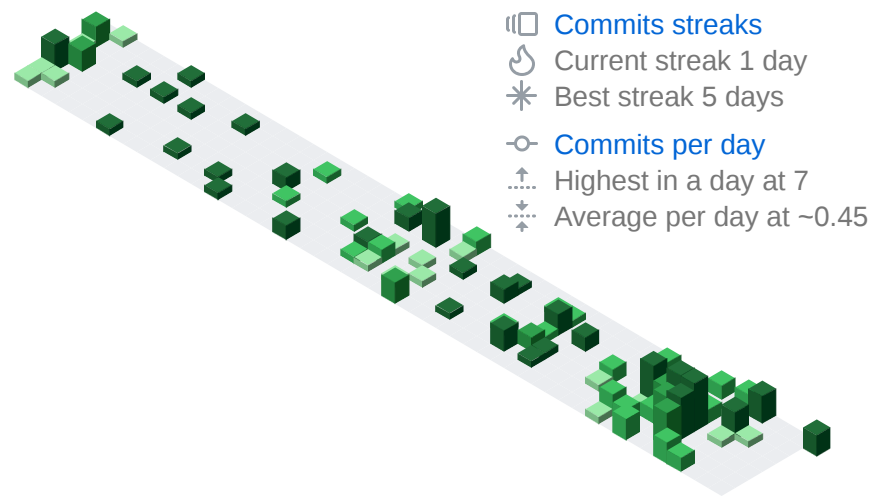 Commits streaks
Current streak 1 day
Best streak 5 days
Commits per day
Highest in a day at 7
Average per day at ~0.45